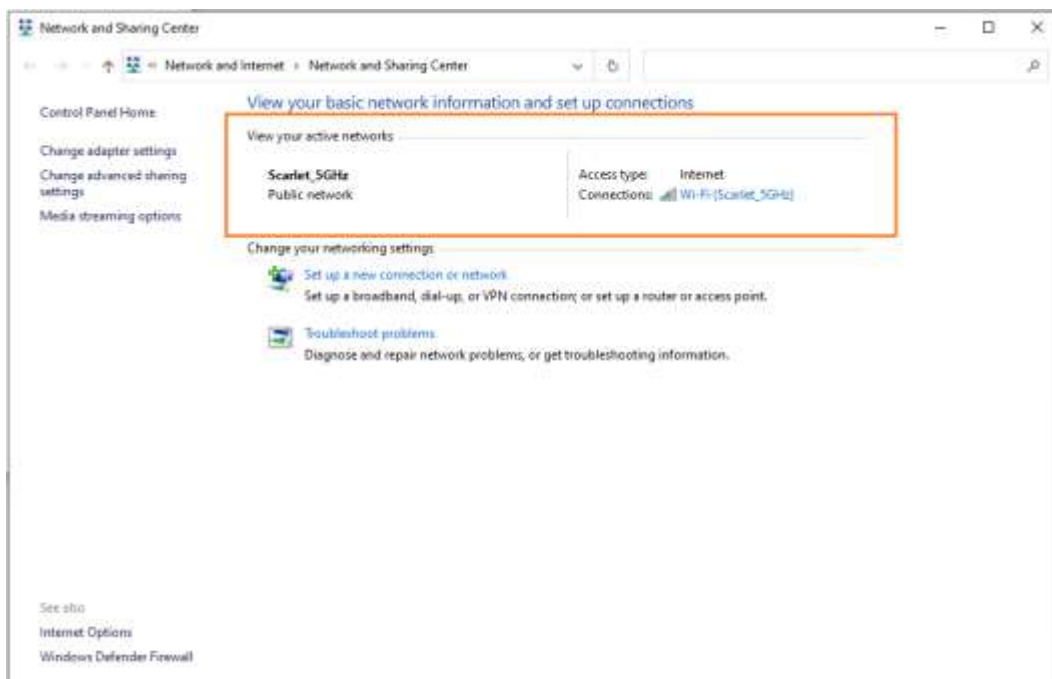 Network and Sharing Center
Network and Internet
Network and Sharing Center
Control Panel Home
Change adapter settings
Change advanced sharing
settings
Media streaming options
View your basic network information and set up connections
View your active networks
Scarlet_5GHz
Public network
Access type: Internet
Connections: Wi-Fi (Scarlet_5GHz)
Change your networking settings
Set up a new connection or network
Set up a broadband, dial-up, or VPN connection; or set up a router or access point.
Troubleshoot problems
Diagnose and repair network problems, or get troubleshooting information.
See also
Internet Options
Windows Defender Firewall